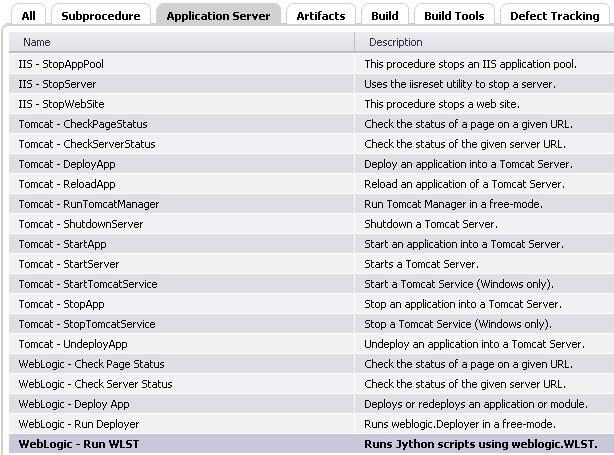 All Subprocedure Application Server Artifacts Build Build Tools Defect Tracking
Name Description
IIS - StopAppPool This procedure stops an IIS application pool.
IIS - StopServer Uses the iisreset utility to stop a server.
IIS - StopWebSite This procedure stops a web site.
Tomcat - CheckPageStatus Check the status of a page on a given URL.
Tomcat - CheckServerStatus Check the status of the given server URL.
Tomcat - DeployApp Deploy an application into a Tomcat Server.
Tomcat - ReloadApp Reload an application of a Tomcat Server.
Tomcat - RunTomcatManager Run Tomcat Manager in a free-mode.
Tomcat - ShutdownServer Shutdown a Tomcat Server.
Tomcat - StartApp Start an application into a Tomcat Server.
Tomcat - StartServer Starts a Tomcat Server.
Tomcat - StartTomcatService Start a Tomcat Service (Windows only).
Tomcat - StopApp Stop an application into a Tomcat Server.
Tomcat - StopTomcatService Stop a Tomcat Service (Windows only).
Tomcat - UndeployApp Undeploy an application into a Tomcat Server.
WebLogic - Check Page Status Check the status of a page on a given URL.
WebLogic - Check Server Status Check the status of the given server URL.
WebLogic - Deploy App Deploys or redeploys an application or module.
WebLogic - Run Deployer Runs weblogic.Deployer in a free-mode.
WebLogic - Run WLST Runs Jython scripts using weblogic.WLST.